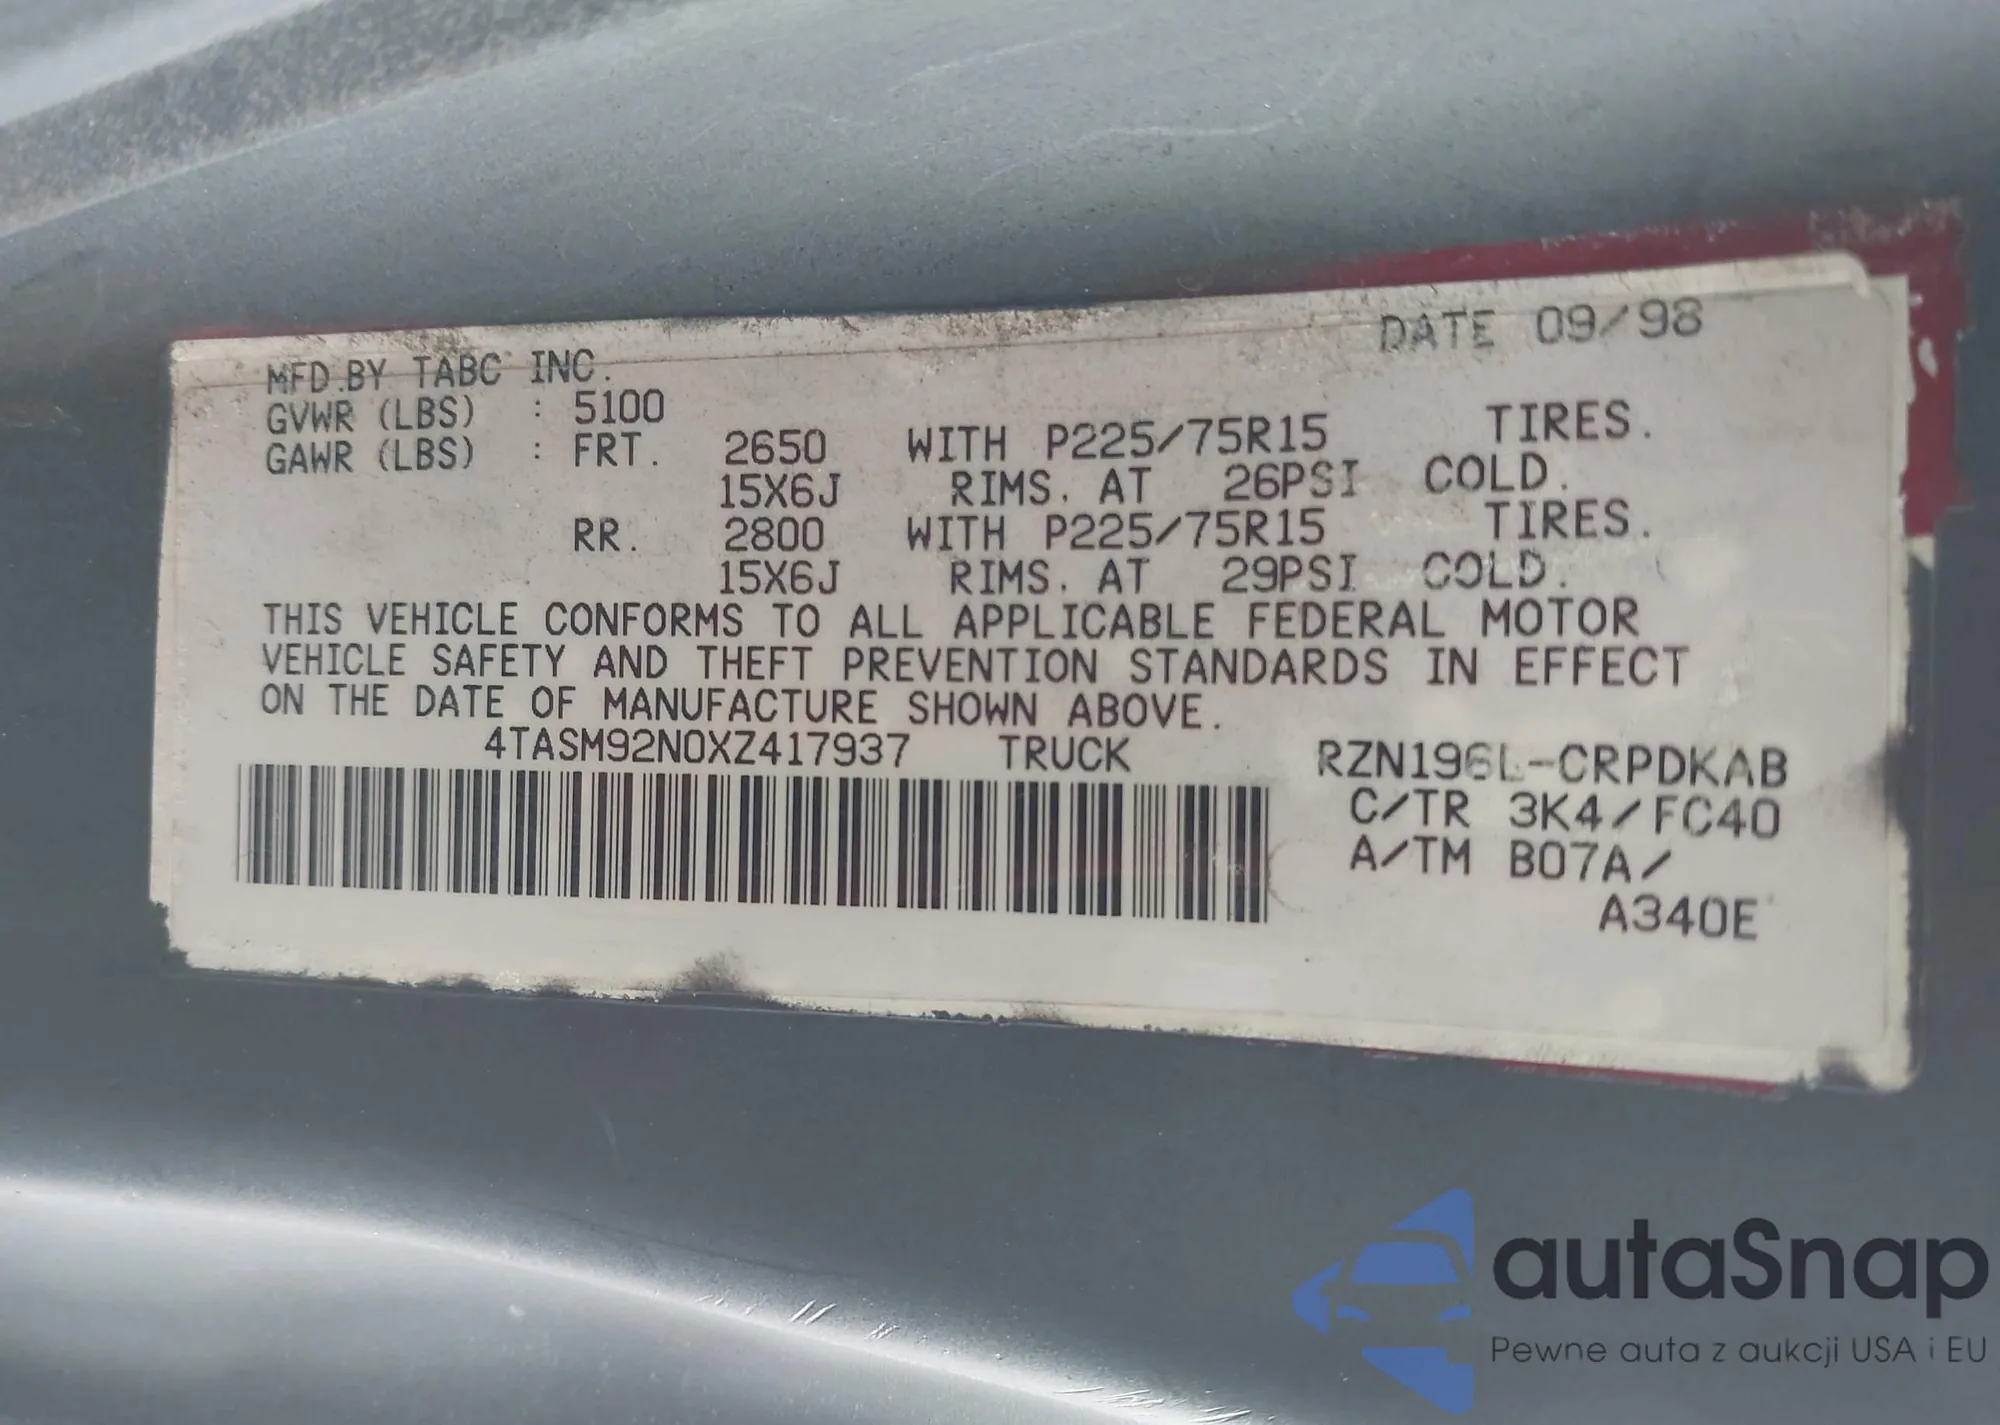 DATE 09/98
MFD.BY TABC INC.
GVWR (LBS) : 5100
GAWR (LBS) : FRT. 2650 WITH P225/75R15 TIRES.
15X6J RIMS. AT 26PSI COLD.
RR. 2800 WITH P225/75R15 TIRES.
15X6J RIMS. AT 29PSI COLD.
THIS VEHICLE CONFORMS TO ALL APPLICABLE FEDERAL MOTOR
VEHICLE SAFETY AND THEFT PREVENTION STANDARDS IN EFFECT
ON THE DATE OF MANUFACTURE SHOWN ABOVE.
4TASM92N0XZ417937 TRUCK RZN196L-CRPDKAB
C/TR 3K4/FC40
A/TM B07A/
A340E
autaSnap
Pewne auta z aukcji USA i EU